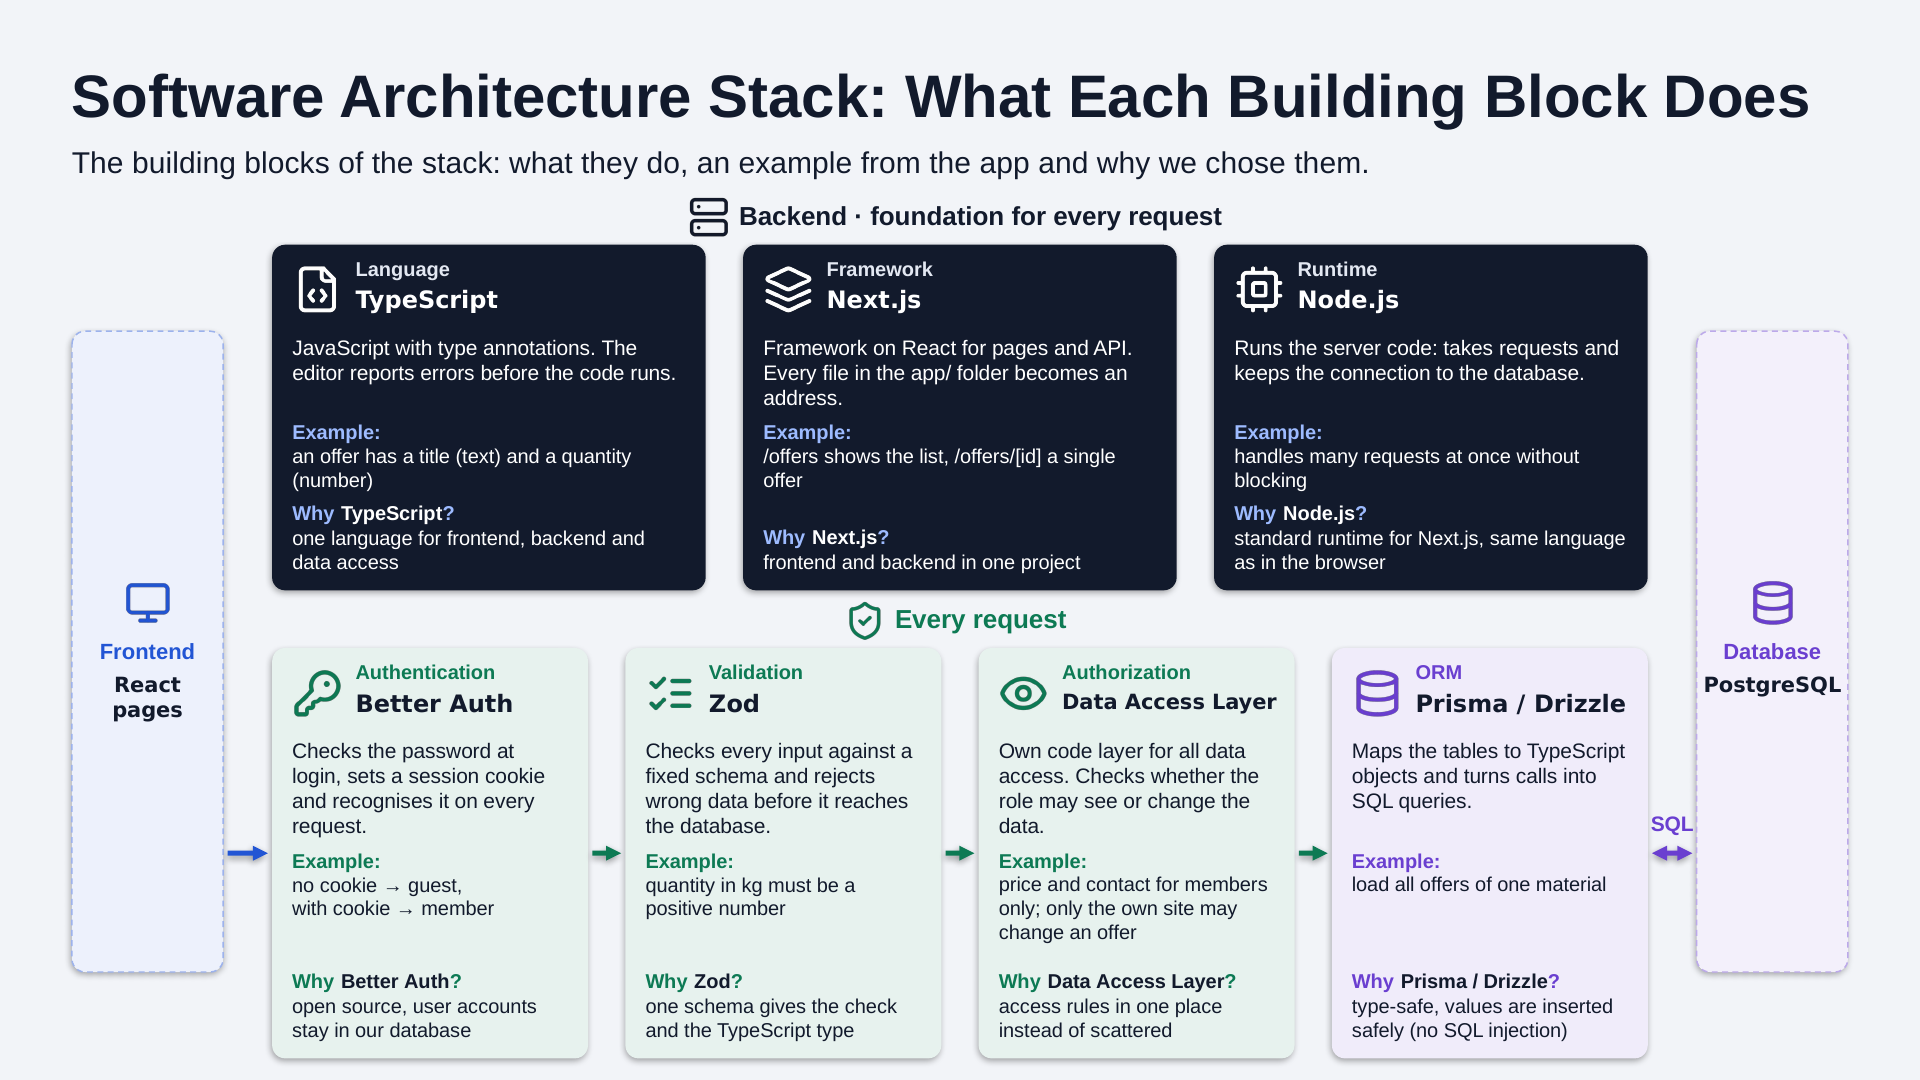 Software Architecture Stack: What Each Building Block Does
The building blocks of the stack: what they do, an example from the app and why we chose them.
Backend · foundation for every request
Language
TypeScript
JavaScript with type annotations. The
editor reports errors before the code runs.
Example:
an offer has a title (text) and a quantity
(number)
Why TypeScript?
one language for frontend, backend and
data access
Framework
Next.js
Framework on React for pages and API.
Every file in the app/ folder becomes an
address.
Example:
/offers shows the list, /offers/[id] a single
offer
Why Next.js?
frontend and backend in one project
Runtime
Node.js
Runs the server code: takes requests and
keeps the connection to the database.
Example:
handles many requests at once without
blocking
Why Node.js?
standard runtime for Next.js, same language
as in the browser
Frontend
React
pages
Every request
Authentication
Better Auth
Checks the password at
login, sets a session cookie
and recognises it on every
request.
Example:
no cookie → guest,
with cookie → member
Why Better Auth?
open source, user accounts
stay in our database
Validation
Zod
Checks every input against a
fixed schema and rejects
wrong data before it reaches
the database.
Example:
quantity in kg must be a
positive number
Why Zod?
one schema gives the check
and the TypeScript type
Authorization
Data Access Layer
Own code layer for all data
access. Checks whether the
role may see or change the
data.
Example:
price and contact for members
only; only the own site may
change an offer
Why Data Access Layer?
access rules in one place
instead of scattered
ORM
Prisma / Drizzle
Maps the tables to TypeScript
objects and turns calls into
SQL queries.
Example:
load all offers of one material
Why Prisma / Drizzle?
type-safe, values are inserted
safely (no SQL injection)
SQL
Database
PostgreSQL